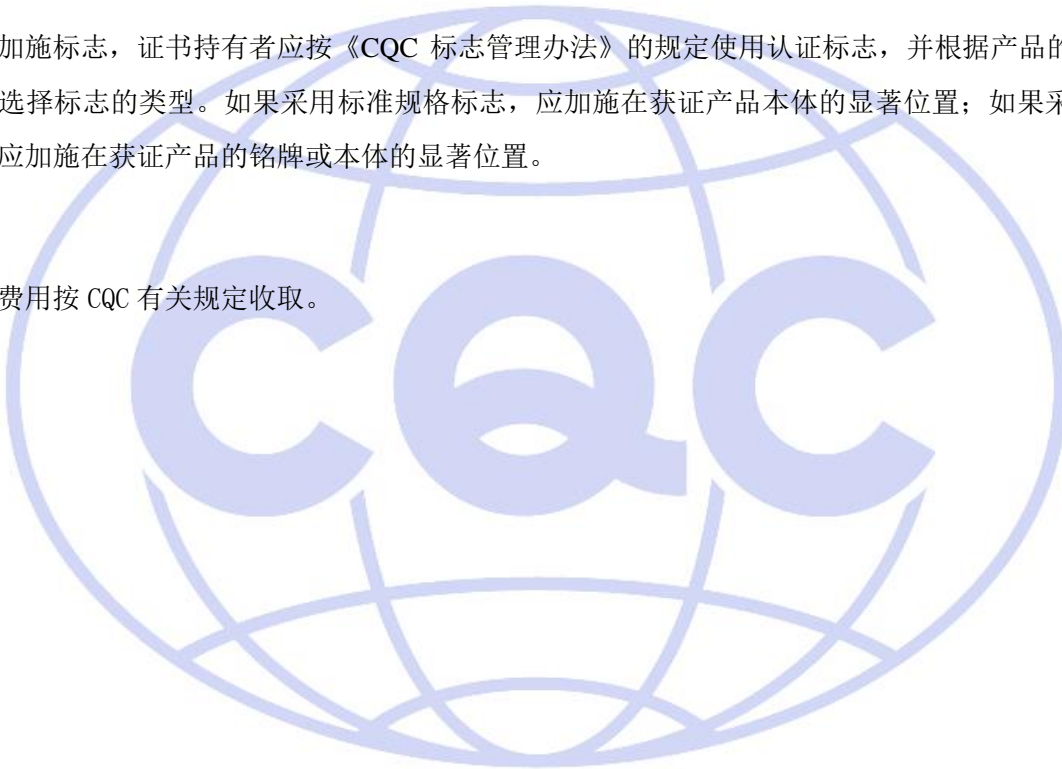 加施标志，证书持有者应按《CQC 标志管理办法》的规定使用认证标志，并根据产品的
选择标志的类型。如果采用标准规格标志，应加施在获证产品本体的显著位置；如果采
应加施在获证产品的铭牌或本体的显著位置。
费用按 CQC 有关规定收取。
CQC